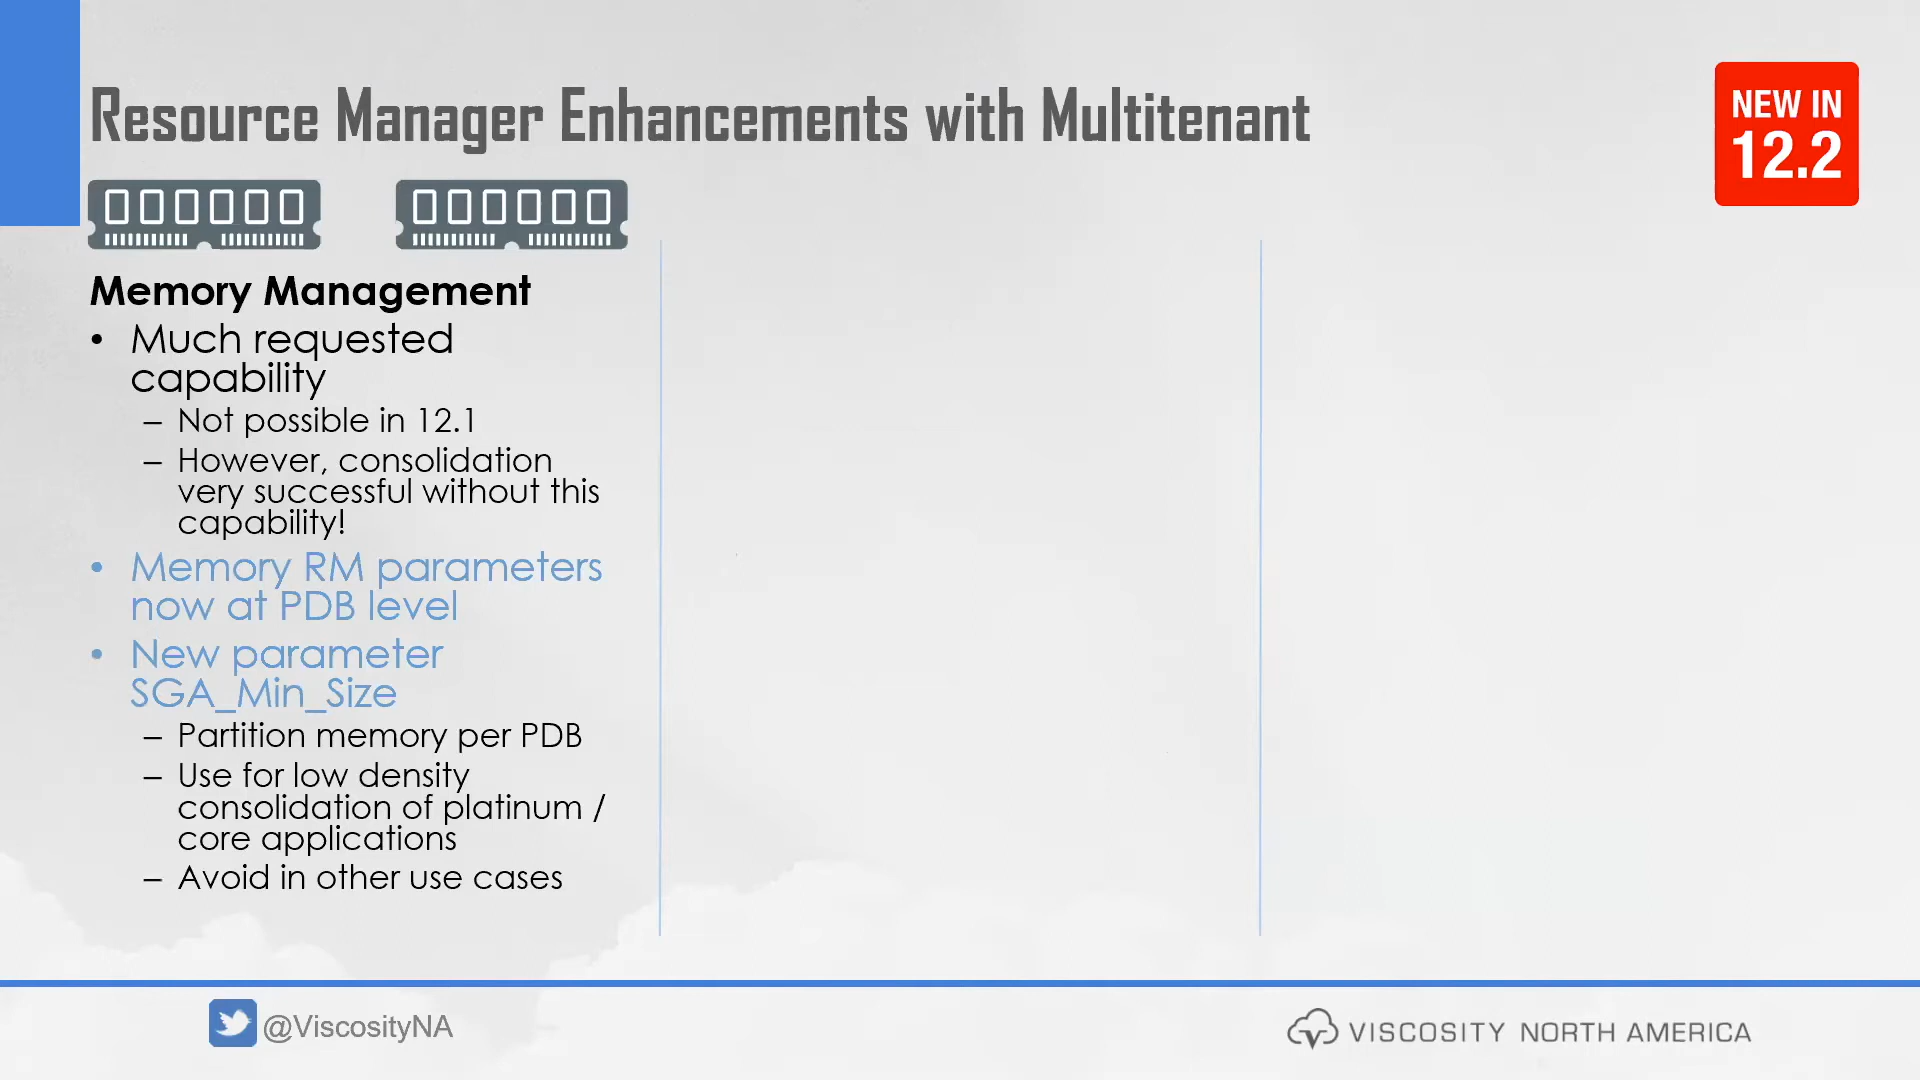 Resource Manager Enhancements with Multitenant
NEW IN
12.2
Memory Management
• Much requested
capability
– Not possible in 12.1
– However, consolidation
very successful without this
capability!
• Memory RM parameters
now at PDB level
• New parameter
SGA_Min_Size
– Partition memory per PDB
– Use for low density
consolidation of platinum /
core applications
– Avoid in other use cases
@ViscosityNA
VISCOSITY NORTH AMERICA